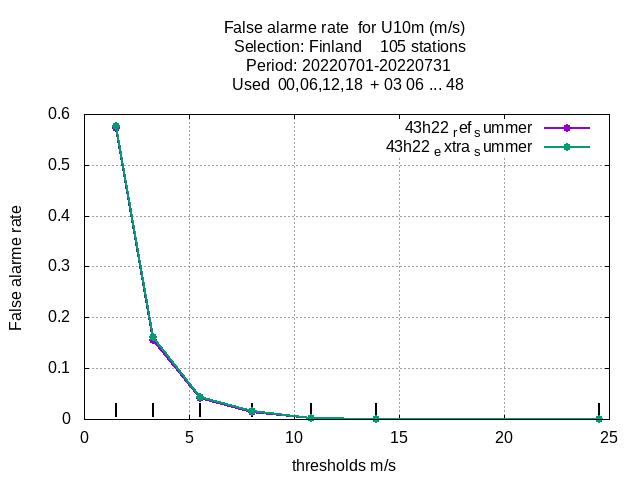 False alarme rate  for U10m (m/s)
Selection: Finland    105 stations
Period: 20220701-20220731
Used  00,06,12,18  + 03 06 ... 48
43h22 ref summer
43h22 extra summer
False alarme rate
0.6
0.5
0.4
0.3
0.2
0.1
0
0 5 10 15 20 25
thresholds m/s